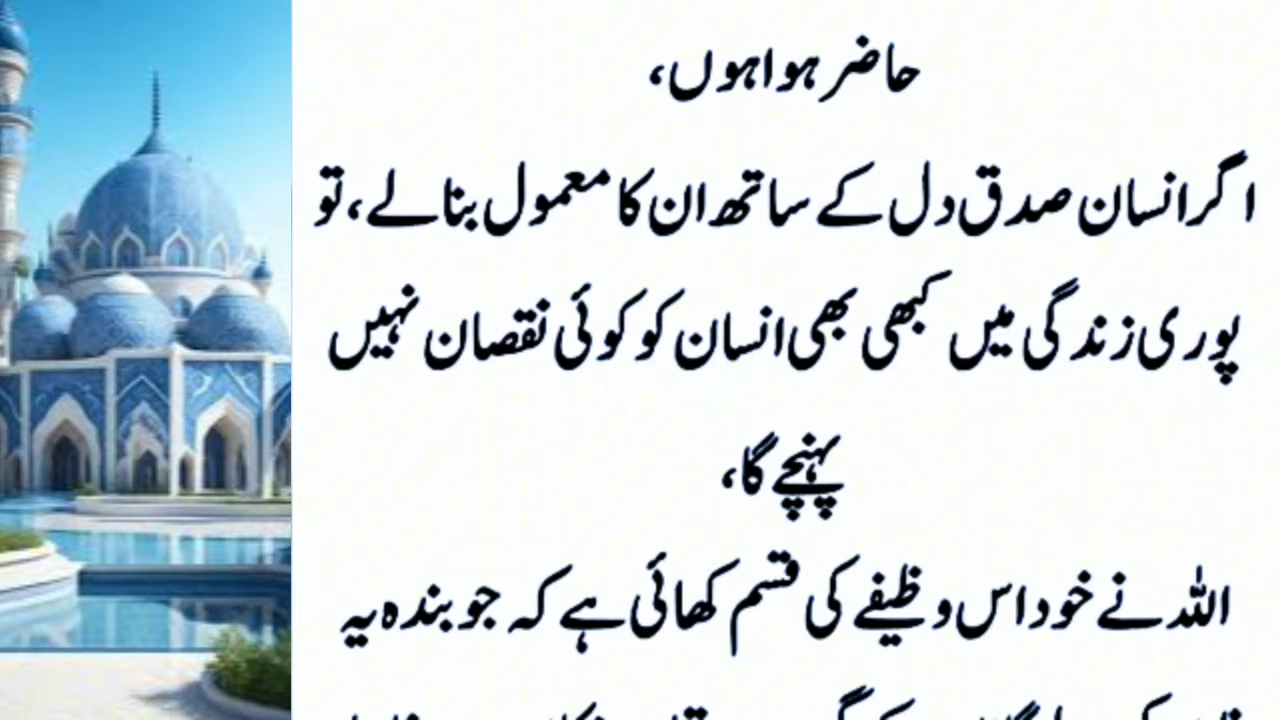 حاضر ہوا ہوں،
اگر انسان صدق دل کے ساتھ ان کا معمول بنالے، تو
پوری زندگی میں کبھی بھی انسان کو کوئی نقصان نہیں
پہنچے گا،
اللہ نے خود اس وظیفے کی قسم کھائی ہے کہ جو بندہ یہ